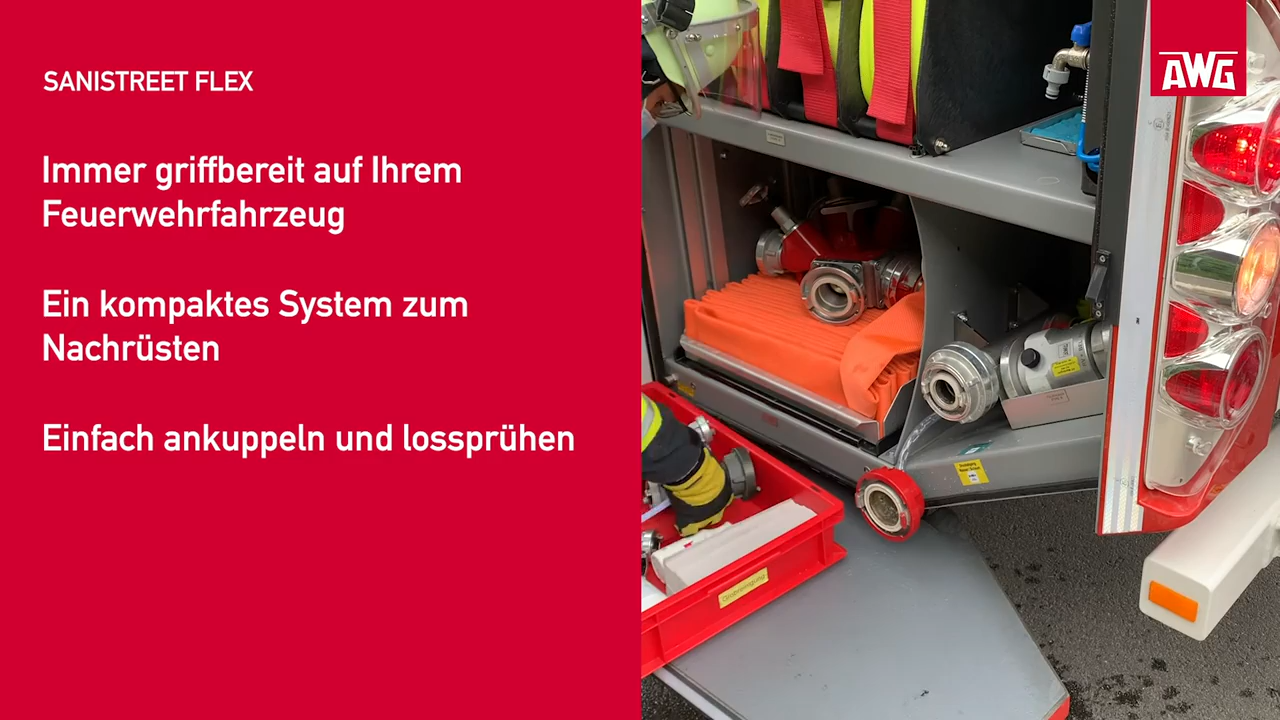 SANISTREET FLEX
Immer griffbereit auf Ihrem
Feuerwehrfahrzeug
Ein kompaktes System zum
Nachrüsten
Einfach ankuppeln und lossprühen
AWG